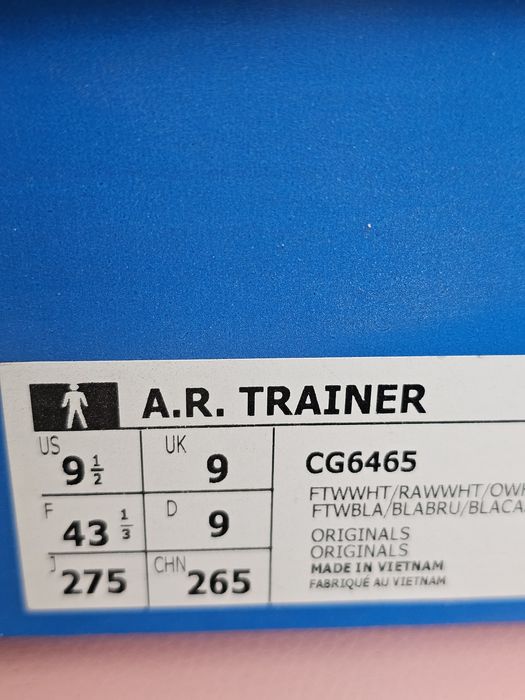 A.R. TRAINER
US 9 1/2 UK 9
F 43 1/3 D 9
J 275 CHN 265
CG6465
FTWWHT/RAWWHT/OWH
FTWBLA/BLABRU/BLACA
ORIGINALS
ORIGINALS
MADE IN VIETNAM
FABRIQUÉ AU VIETNAM